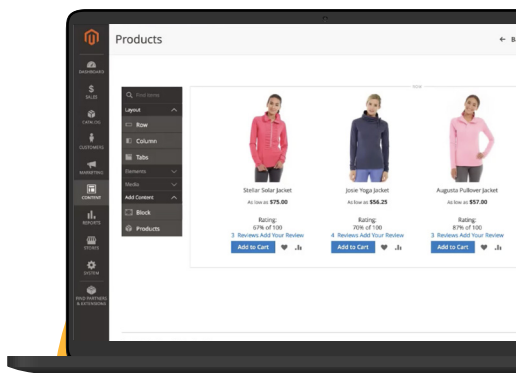 Products
← Ba
DASHBOARD
SALES
CATALOG
CUSTOMERS
MARKETING
CONTENT
REPORTS
STORES
SYSTEM
FIND PARTNERS
& EXTENSIONS
Find items
Layout
Row
Column
Tabs
Elements
Media
Add Content
Block
Products
ROW
Stellar Solar Jacket
As low as $75.00
Rating:
67% of 100
3 Reviews Add Your Review
Add to Cart
Josie Yoga Jacket
As low as $56.25
Rating:
70% of 100
4 Reviews Add Your Review
Add to Cart
Augusta Pullover Jacket
As low as $57.00
Rating:
87% of 100
3 Reviews Add Your Review
Add to Cart